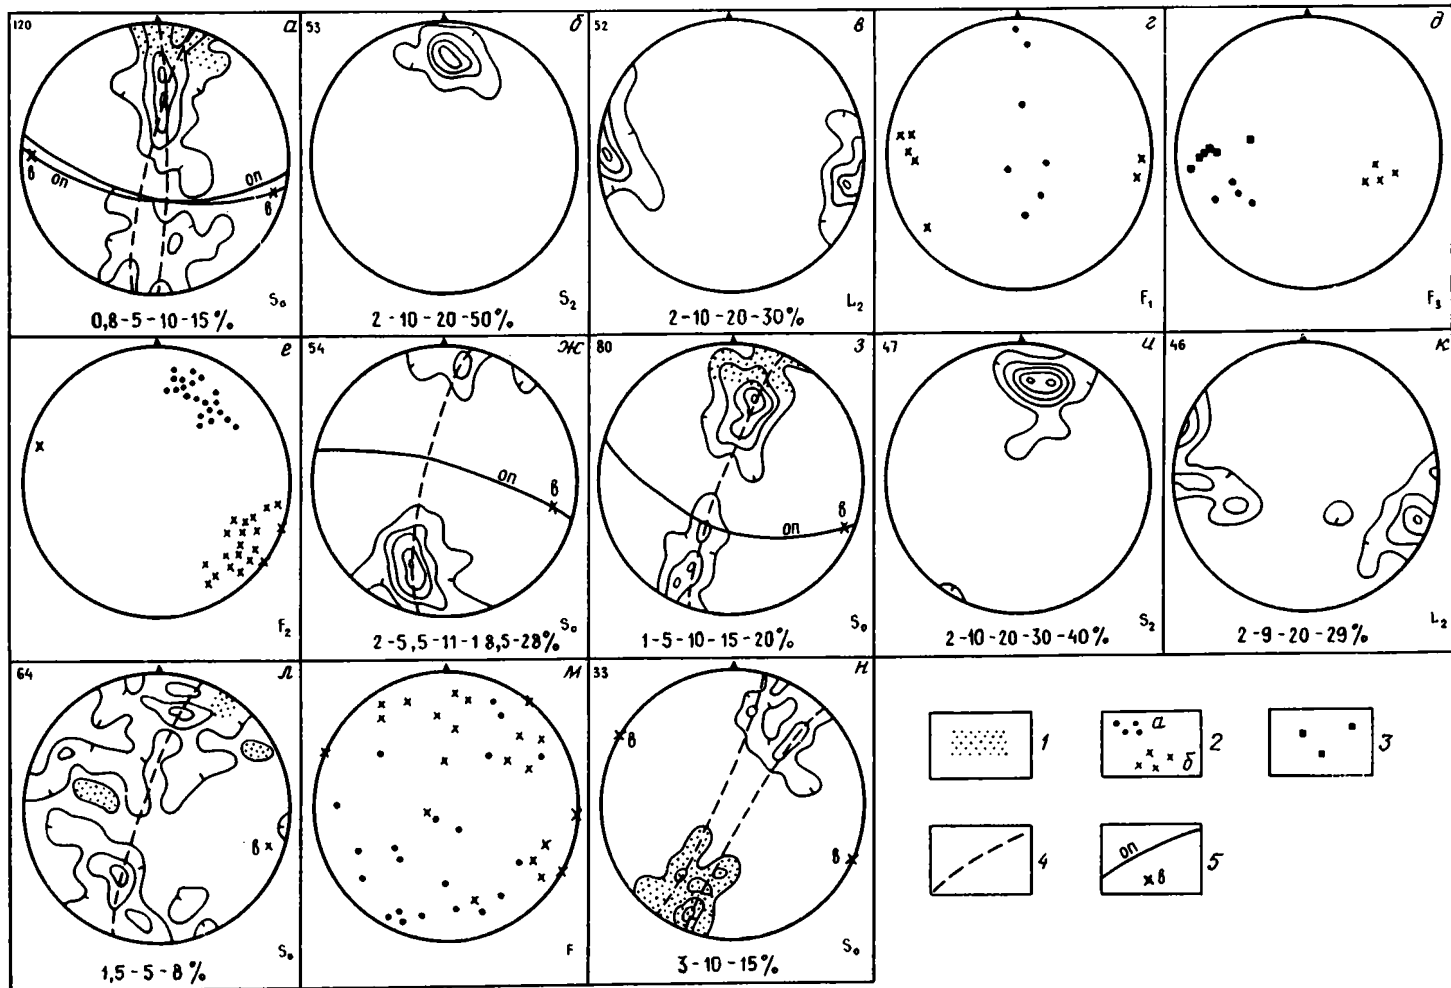 120 а
в
оп
оп
в
S₀
0,8-5-10-15%
53 б
S₂
2-10-20-50%
52 в
L₂
2-10-20-30%
г
F₁
д
F₃
е
F₂
54 ж
оп
в
S₀
2-5,5-11-18,5-28%
80 з
оп
в
S₀
1-5-10-15-20%
47 и
S₂
2-10-20-30-40%
46 к
L₂
2-9-20-29%
64 л
в
S₀
1,5-5-8%
м
F
33 н
в
в
S₀
3-10-15%
1
а
б
2
3
4
оп
в
5